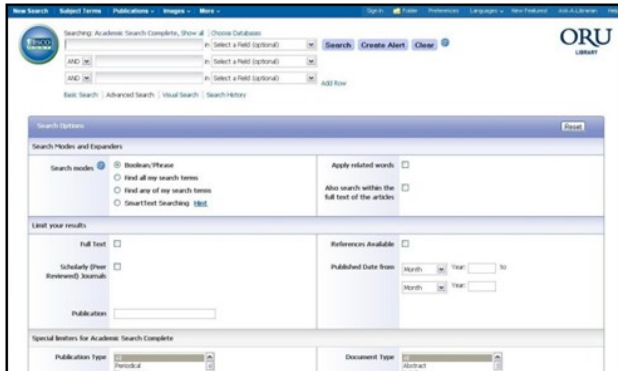 New Search Subject Terms Publications Images More Sign In Folder Preferences Languages New Features Ask-A-Librarian Help
Searching: Academic Search Complete, Show all Choose Databases
in Select a Field (optional) Search Create Alert Clear
AND in Select a Field (optional)
AND in Select a Field (optional) Add Row
Basic Search Advanced Search Visual Search Search History
EBSCO
ORU
LIBRARY
Search Options Reset
Search Modes and Expanders
Search modes Boolean/Phrase Apply related words
Find all my search terms
Find any of my search terms Also search within the
SmartText Searching Hint full text of the articles
Limit your results
Full Text References Available
Scholarly (Peer Published Date from Month Year: to
Reviewed) Journals
Month Year:
Publication
Special limiters for Academic Search Complete
Publication Type All Document Type All
Periodical Abstract